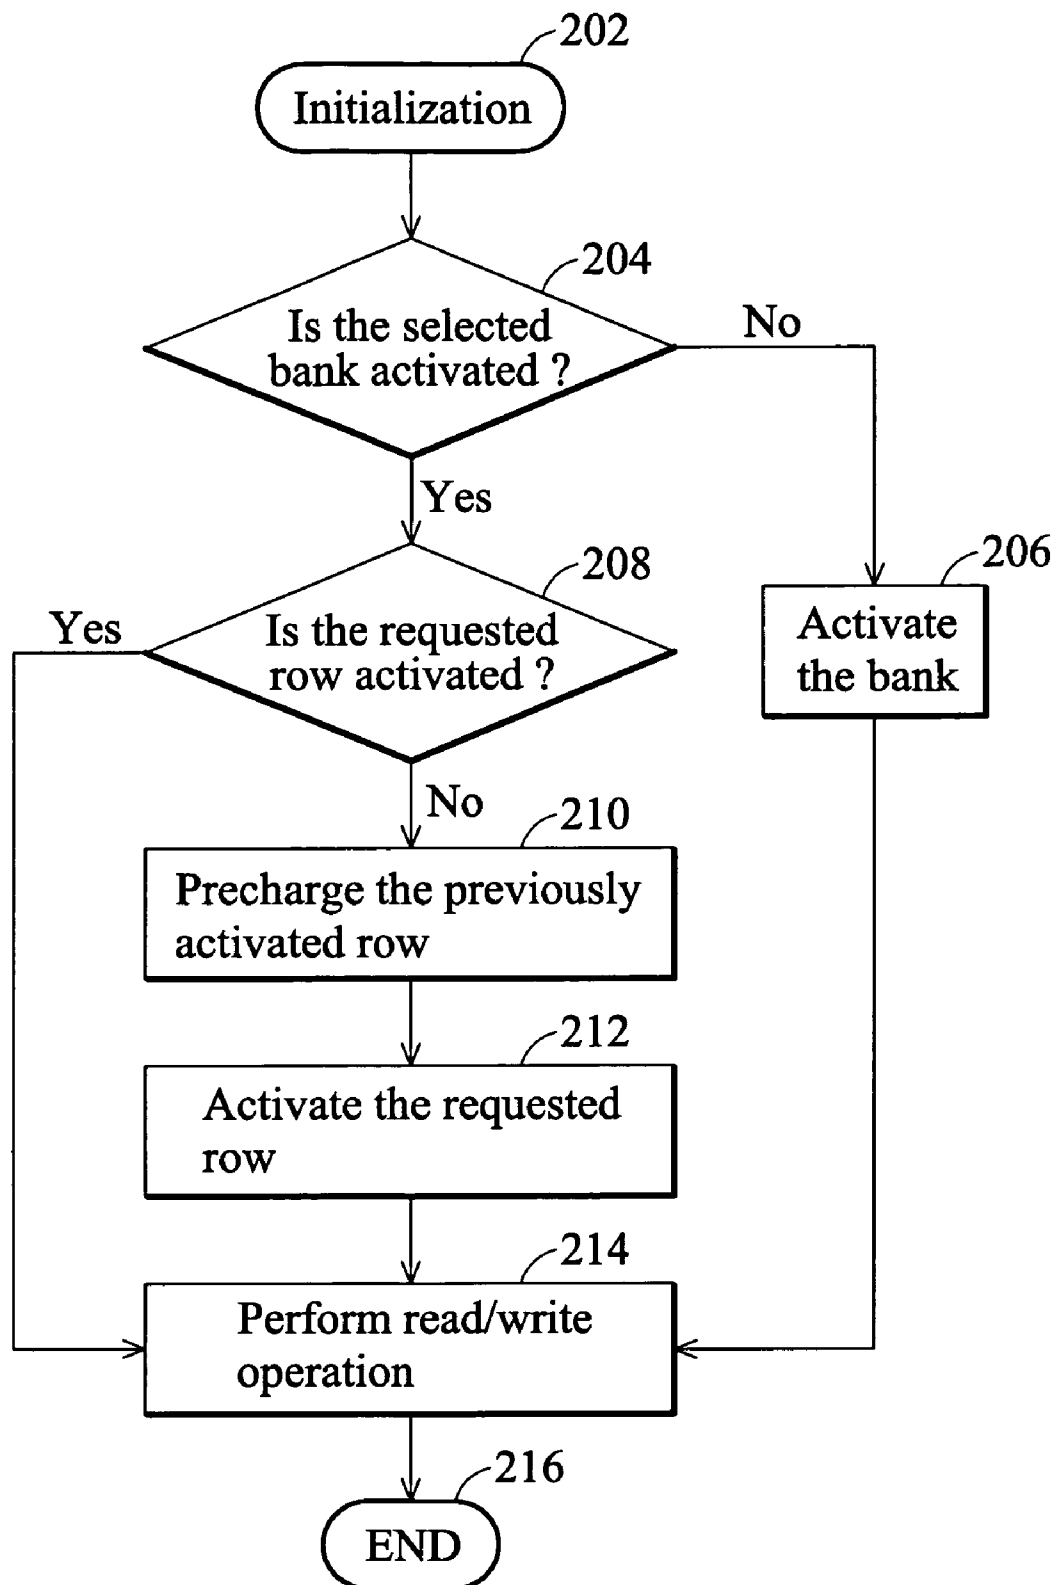 202
Initialization
204
Is the selected
bank activated ?
No
Yes
208
206
Yes
Is the requested
row activated ?
Activate
the bank
No
210
Precharge the previously
activated row
212
Activate the requested
row
214
Perform read/write
operation
216
END